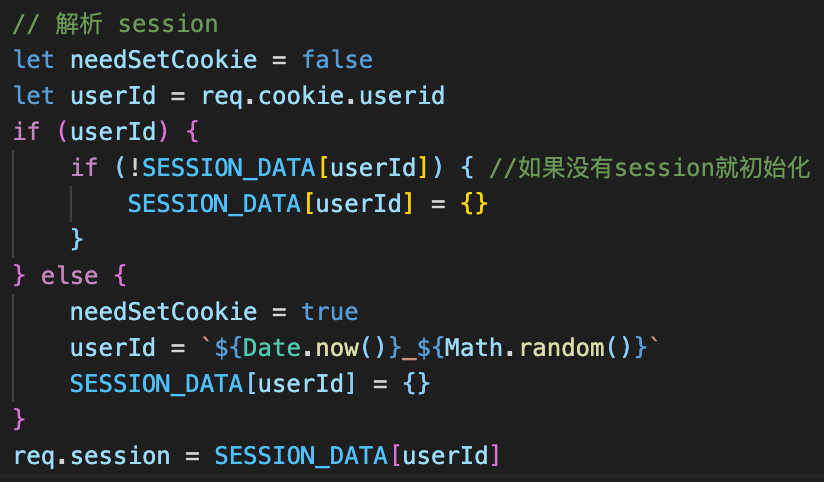 // 解析 session
let needSetCookie = false
let userId = req.cookie.userid
if (userId) {
    if (!SESSION_DATA[userId]) { //如果没有session就初始化
        SESSION_DATA[userId] = {}
    }
} else {
    needSetCookie = true
    userId = `${Date.now()}_${Math.random()}`
    SESSION_DATA[userId] = {}
}
req.session = SESSION_DATA[userId]